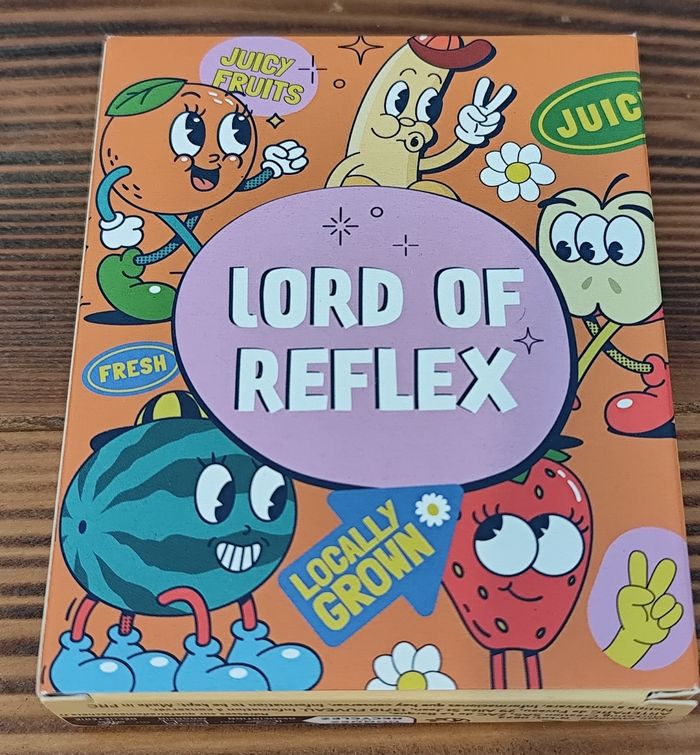 JUICY
FRUITS
JUIC
LORD OF
REFLEX
FRESH
LOCALLY
GROWN